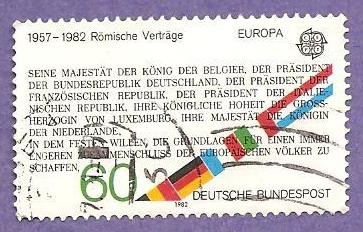 1957–1982 Römische Verträge
EUROPA
SEINE MAJESTÄT DER KÖNIG DER BELGIER, DER PRÄSIDENT
DER BUNDESREPUBLIK DEUTSCHLAND, DER PRÄSIDENT DER
FRANZÖSISCHEN REPUBLIK, DER PRÄSIDENT DER ITALIE-
NISCHEN REPUBLIK, IHRE KÖNIGLICHE HOHEIT DIE GROSS-
HERZOGIN VON LUXEMBURG, IHRE MAJESTÄT DIE KÖNIGIN
DER NIEDERLANDE,
IN DEM FESTEN WILLEN, DIE GRUNDLAGEN FÜR EINEN IMMER
ENGEREN ZUSAMMENSCHLUSS DER EUROPÄISCHEN VÖLKER ZU
SCHAFFEN,
60
DEUTSCHE BUNDESPOST
1982